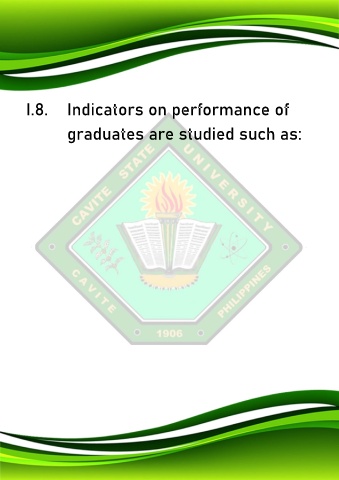 I.8. Indicators on performance of
graduates are studied such as:
CAVITE STATE UNIVERSITY
CAVITE PHILIPPINES
1906